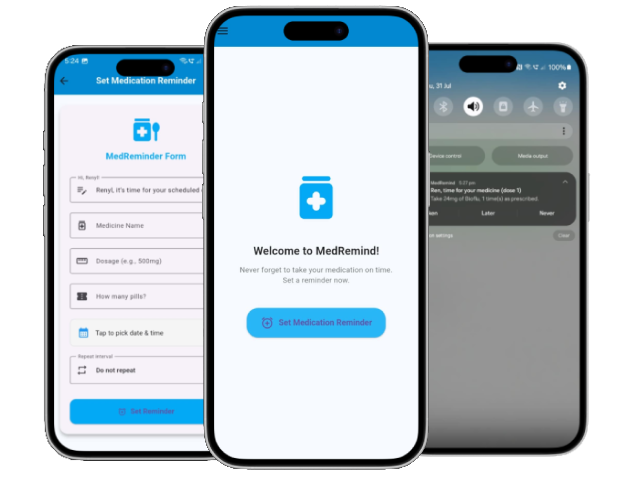 5:24
Set Medication Reminder
MedReminder Form
Hi, Renyl!
Renyl, it's time for your scheduled
Medicine Name
Dosage (e.g., 500mg)
How many pills?
Tap to pick date & time
Repeat Interval
Do not repeat
Set Reminder
Welcome to MedRemind!
Never forget to take your medication on time.
Set a reminder now.
Set Medication Reminder
100%
31 Jul
Device control
Media output
MedRemind 5:27 pm
Ren, time for your medicine (dose 1)
Take 24mg of Bioflu, 1 time(s) as prescribed.
Later
Never
settings
Clear